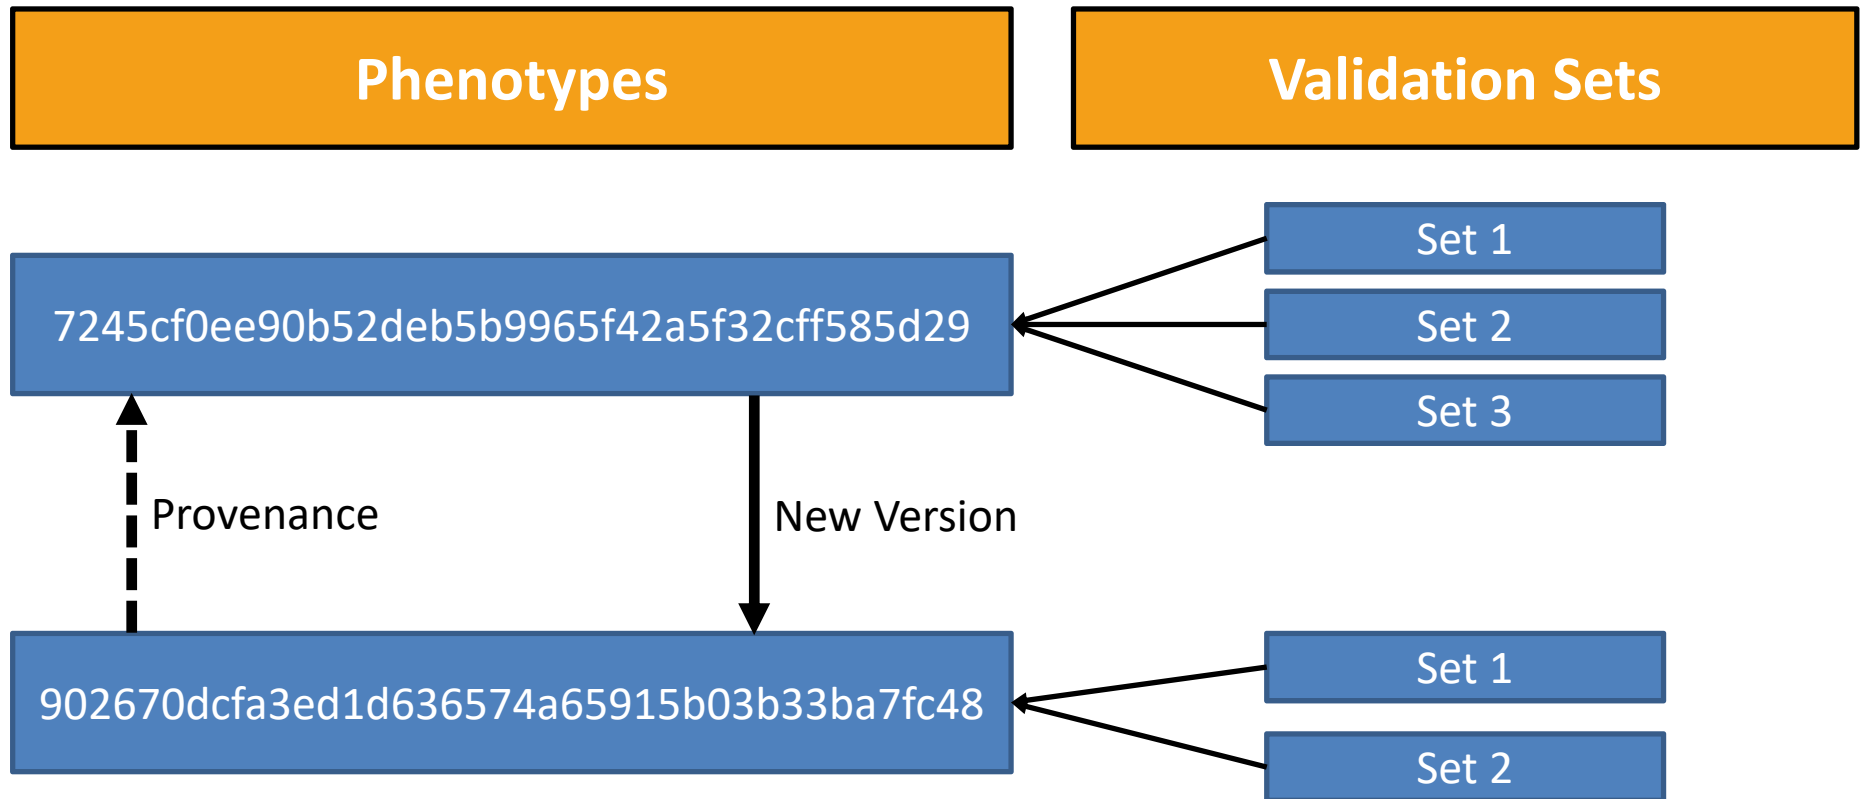 Phenotypes
Validation Sets
7245cf0ee90b52deb5b9965f42a5f32cff585d29
Set 1
Set 2
Set 3
Provenance
New Version
902670dcfa3ed1d636574a65915b03b33ba7fc48
Set 1
Set 2